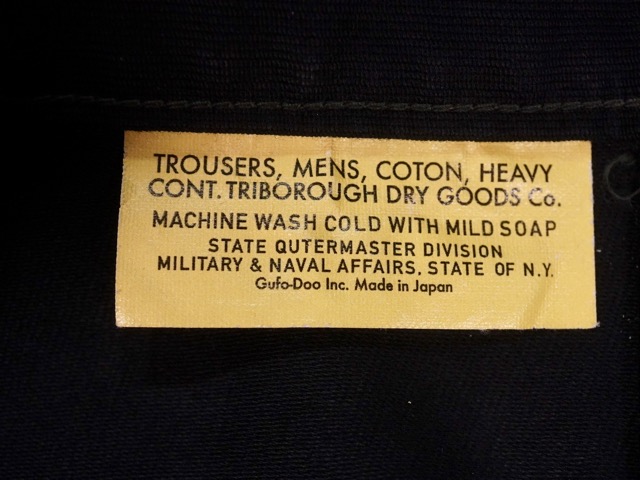 TROUSERS, MENS, COTON, HEAVY
CONT. TRIBOROUGH DRY GOODS Co.
MACHINE WASH COLD WITH MILD SOAP
STATE QUTERMASTER DIVISION
MILITARY & NAVAL AFFAIRS. STATE OF N.Y.
Gufo-Doo Inc. Made in Japan